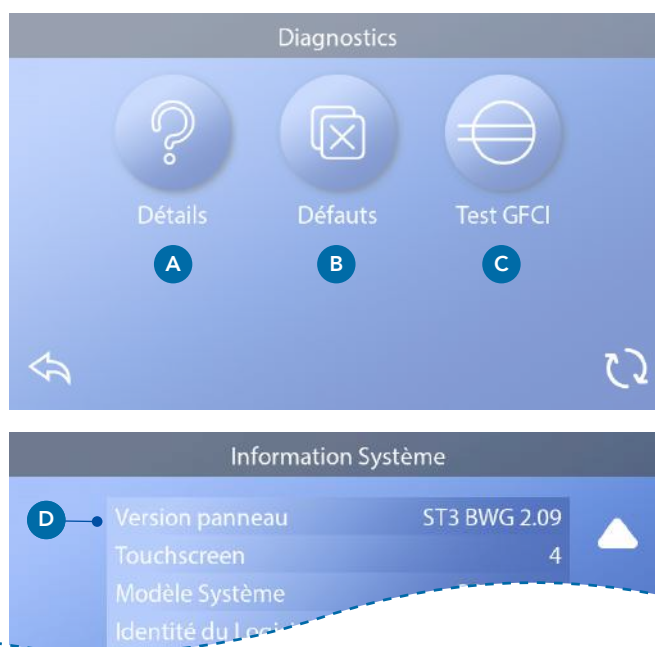 Diagnostics
Détails Défauts Test GFCI
A B C
Information Système
D Version panneau ST3 BWG 2.09
Touchscreen 4
Modèle Système
Identité du